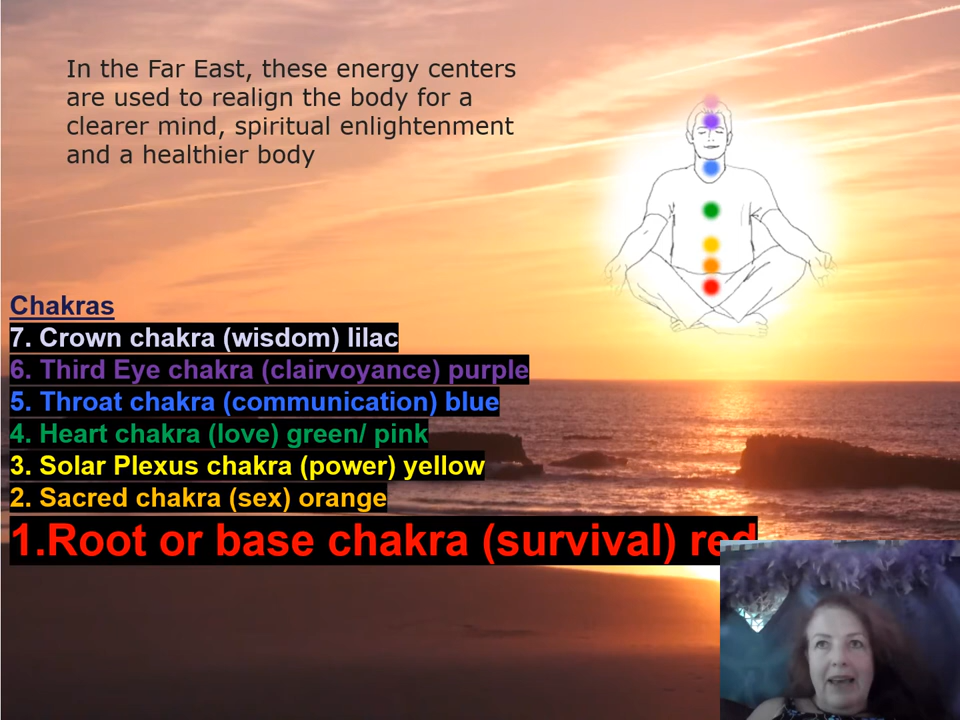 In the Far East, these energy centers
are used to realign the body for a
clearer mind, spiritual enlightenment
and a healthier body
Chakras
7. Crown chakra (wisdom) lilac
6. Third Eye chakra (clairvoyance) purple
5. Throat chakra (communication) blue
4. Heart chakra (love) green/ pink
3. Solar Plexus chakra (power) yellow
2. Sacred chakra (sex) orange
1.Root or base chakra (survival) red